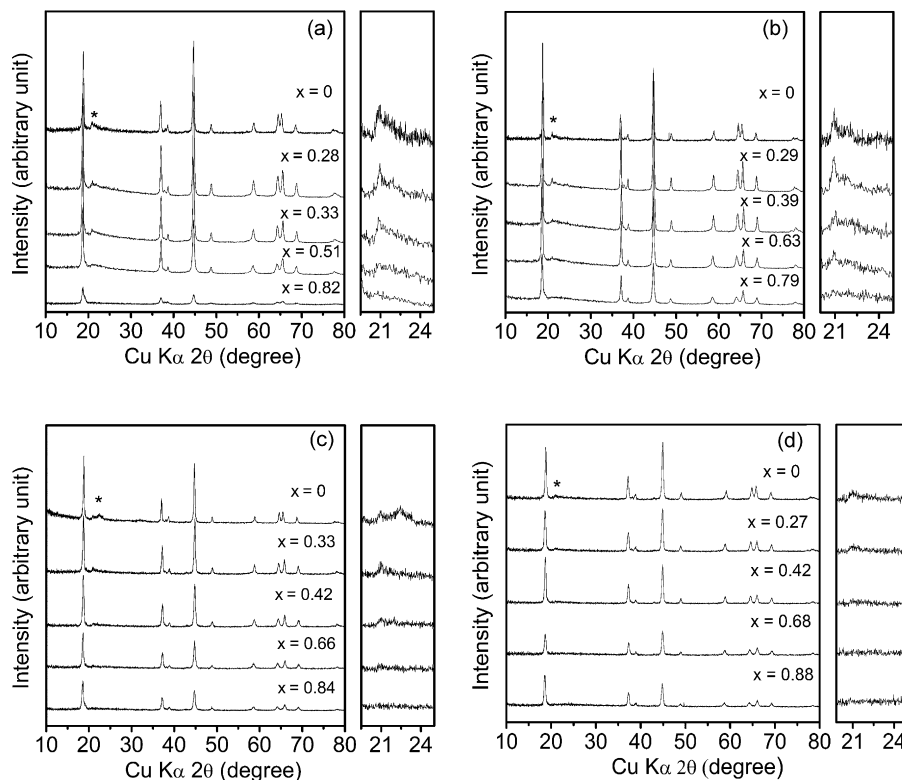 (a)
Intensity (arbitrary unit)
*
x = 0
x = 0.28
x = 0.33
x = 0.51
x = 0.82
10 20 30 40 50 60 70 80
21 24
Cu Kα 2θ (degree)
(b)
Intensity (arbitrary unit)
*
x = 0
x = 0.29
x = 0.39
x = 0.63
x = 0.79
10 20 30 40 50 60 70 80
21 24
Cu Kα 2θ (degree)
(c)
Intensity (arbitrary unit)
*
x = 0
x = 0.33
x = 0.42
x = 0.66
x = 0.84
10 20 30 40 50 60 70 80
21 24
Cu Kα 2θ (degree)
(d)
Intensity (arbitrary unit)
*
x = 0
x = 0.27
x = 0.42
x = 0.68
x = 0.88
10 20 30 40 50 60 70 80
21 24
Cu Kα 2θ (degree)